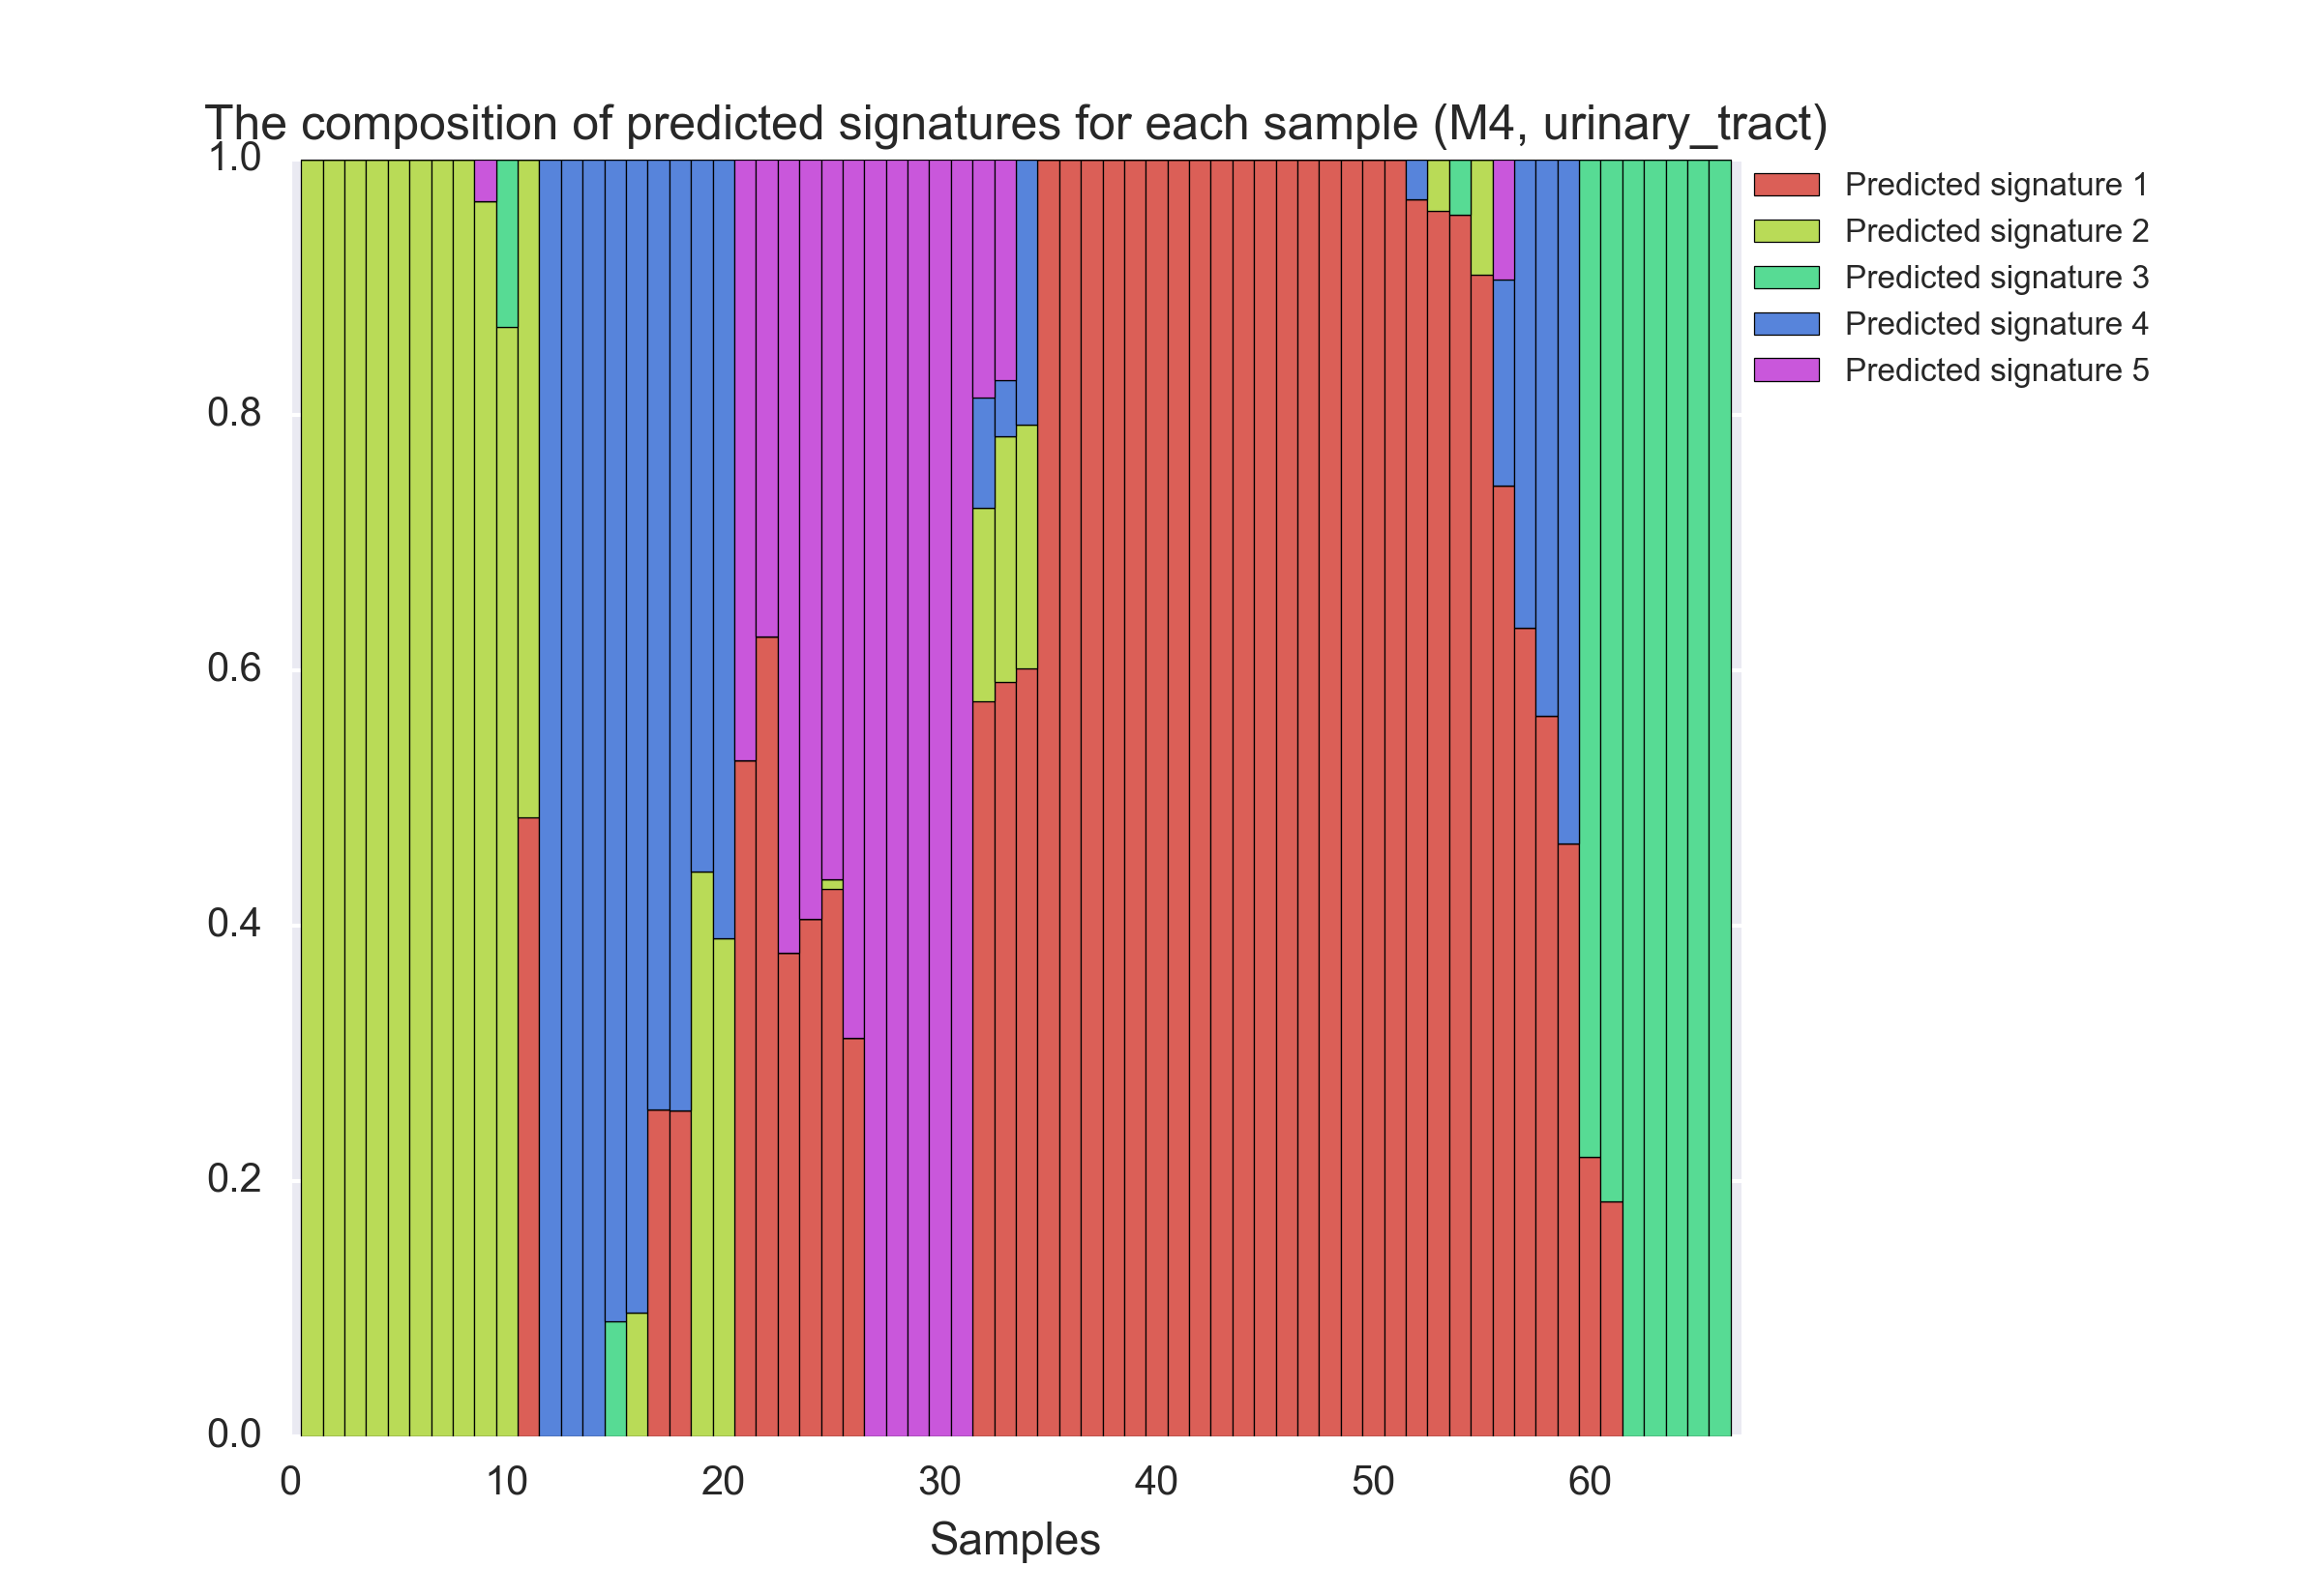 The composition of predicted signatures for each sample (M4, urinary_tract)
1.0
0.8
0.6
0.4
0.2
0.0
0 10 20 30 40 50 60
Samples
Predicted signature 1
Predicted signature 2
Predicted signature 3
Predicted signature 4
Predicted signature 5